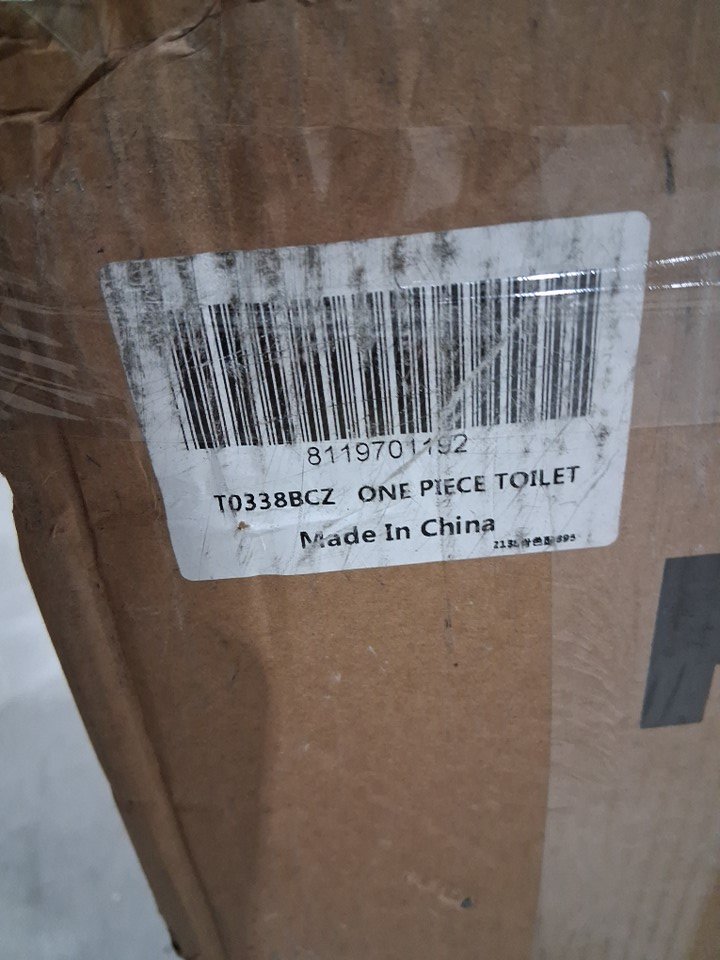 8119701192
T0338BCZ ONE PIECE TOILET
Made In China